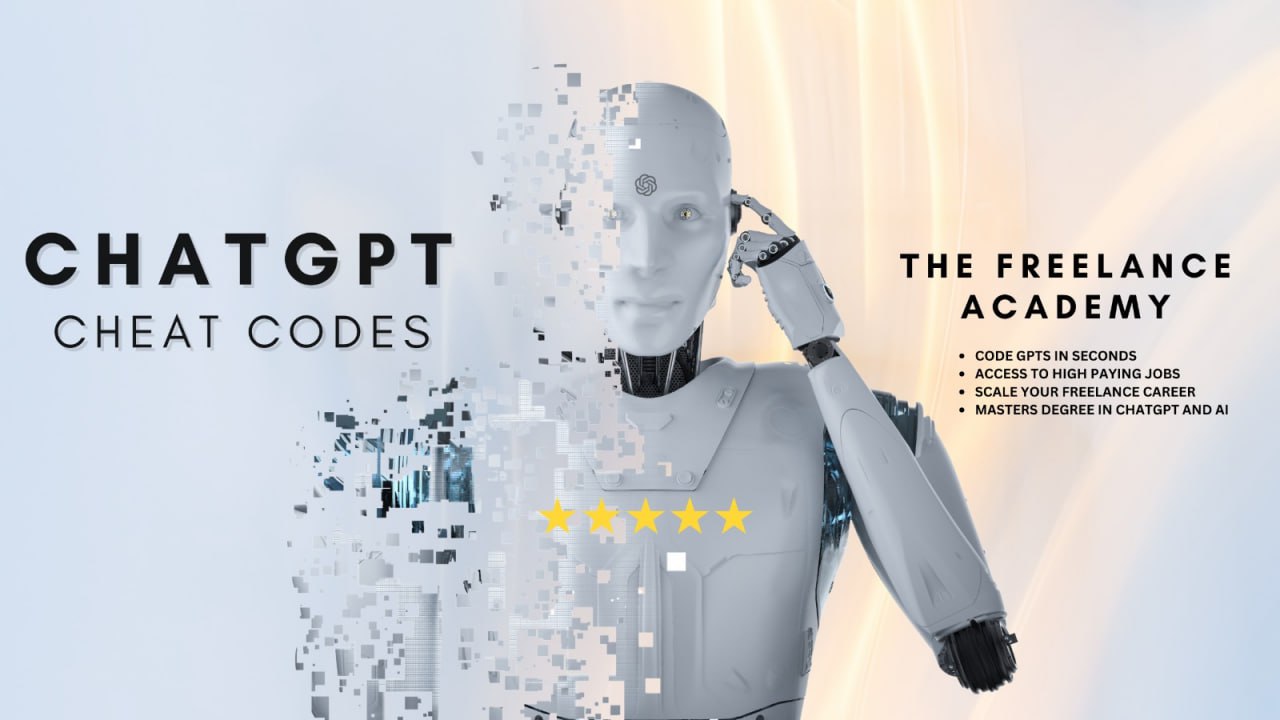 CHATGPT
CHEAT CODES
THE FREELANCE
ACADEMY
• CODE GPTS IN SECONDS
• ACCESS TO HIGH PAYING JOBS
• SCALE YOUR FREELANCE CAREER
• MASTERS DEGREE IN CHATGPT AND AI